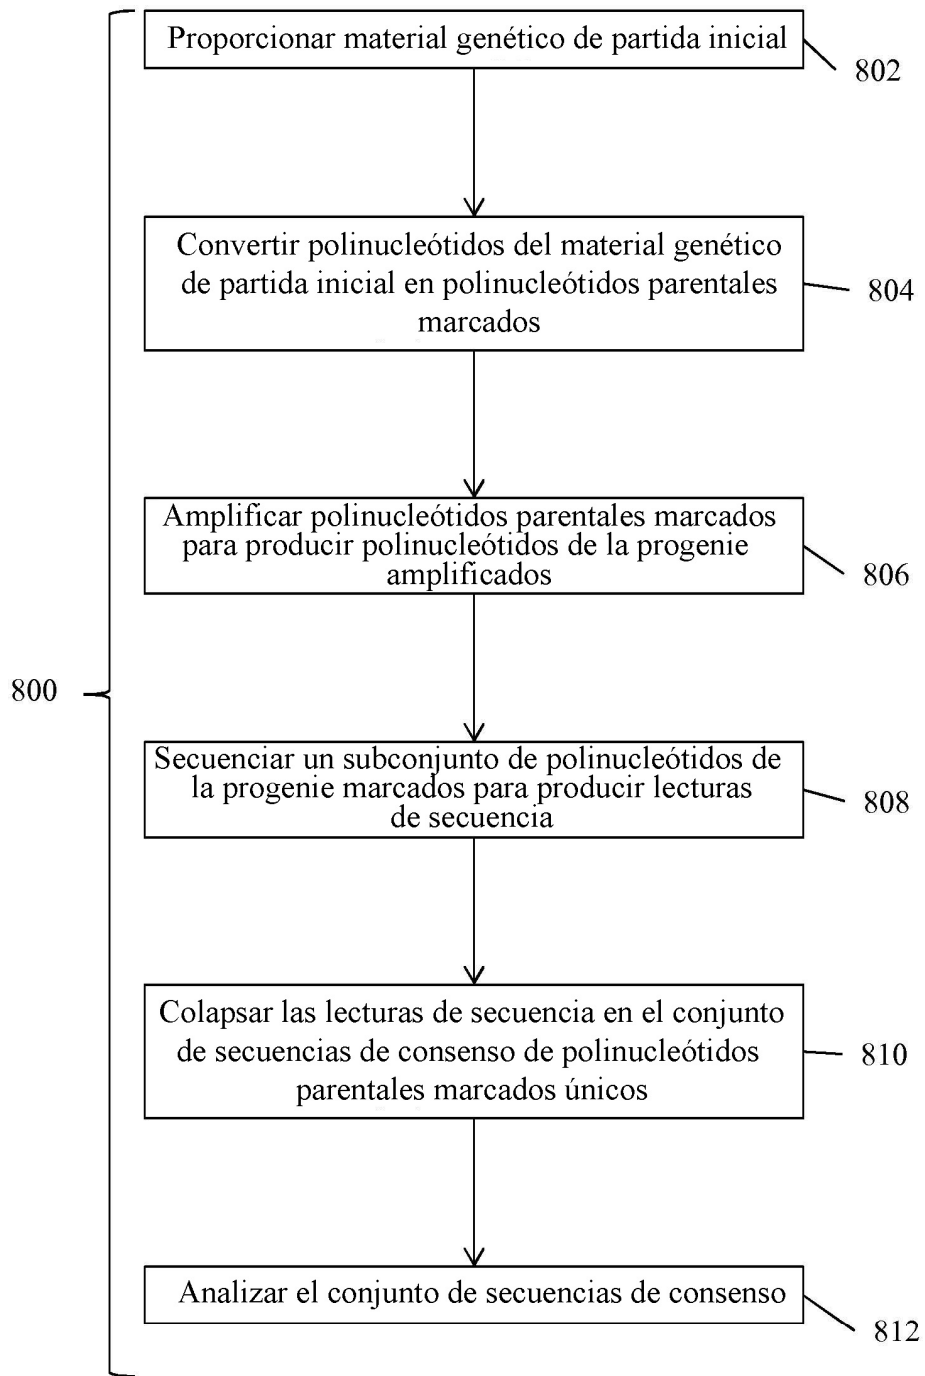 Proporcionar material genético de partida inicial
802
Convertir polinucleótidos del material genético
de partida inicial en polinucleótidos parentales
marcados
804
Amplificar polinucleótidos parentales marcados
para producir polinucleótidos de la progenie
amplificados
806
800
Secuenciar un subconjunto de polinucleótidos de
la progenie marcados para producir lecturas
de secuencia
808
Colapsar las lecturas de secuencia en el conjunto
de secuencias de consenso de polinucleótidos
parentales marcados únicos
810
Analizar el conjunto de secuencias de consenso
812